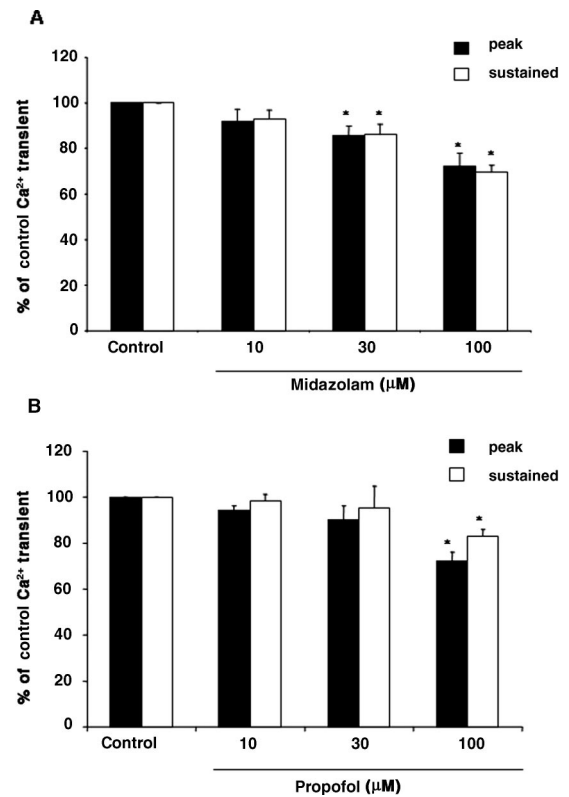 A
120
100
80
60
40
20
0
% of control Ca²⁺ transient
peak
sustained
* *
* *
Control 10 30 100
Midazolam (μM)
B
120
100
80
60
40
20
0
% of control Ca²⁺ transient
peak
sustained
* *
Control 10 30 100
Propofol (μM)